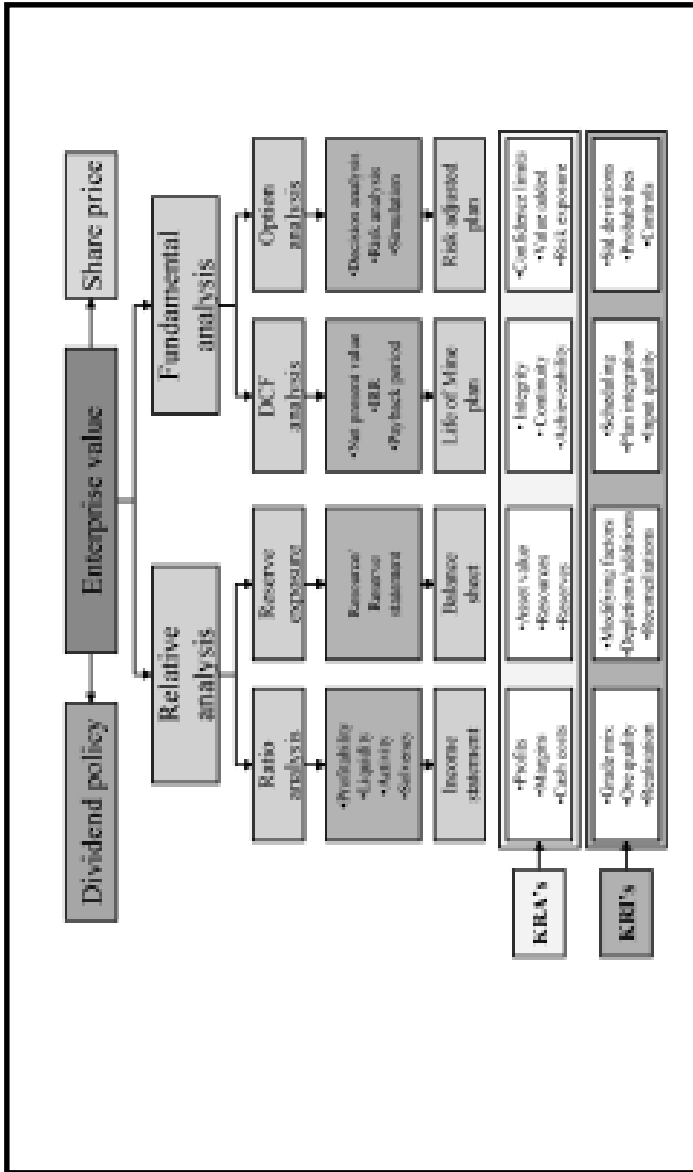 Dividend policy
Enterprise value
Share price
Relative
analysis
Fundamental
analysis
Ratio
analysis
Reserve
exposure
DCF
analysis
Option
analysis
•Profitability
•Liquidity
•Activity
•Solvency
Resource/
Reserve
statement
•Net present value
•IRR
•Payback period
•Decision analysis
•Risk analysis
•Simulation
Income
statement
Balance
sheet
Life of Mine
plan
Risk adjusted
plan
KRA's
•Profits
•Margins
•Cash costs
•Asset value
•Resources
•Reserves
•Integrity
•Continuity
•Achieveability
•Confidence limits
•Value added
•Risk exposure
KRI's
•Grade mix
•Ore quality
•Realisation
•Modifying factors
•Depletions/additions
•Reconciliations
•Scheduling
•Plan integration
•Input quality
•Std deviations
•Probabilities
•Controls